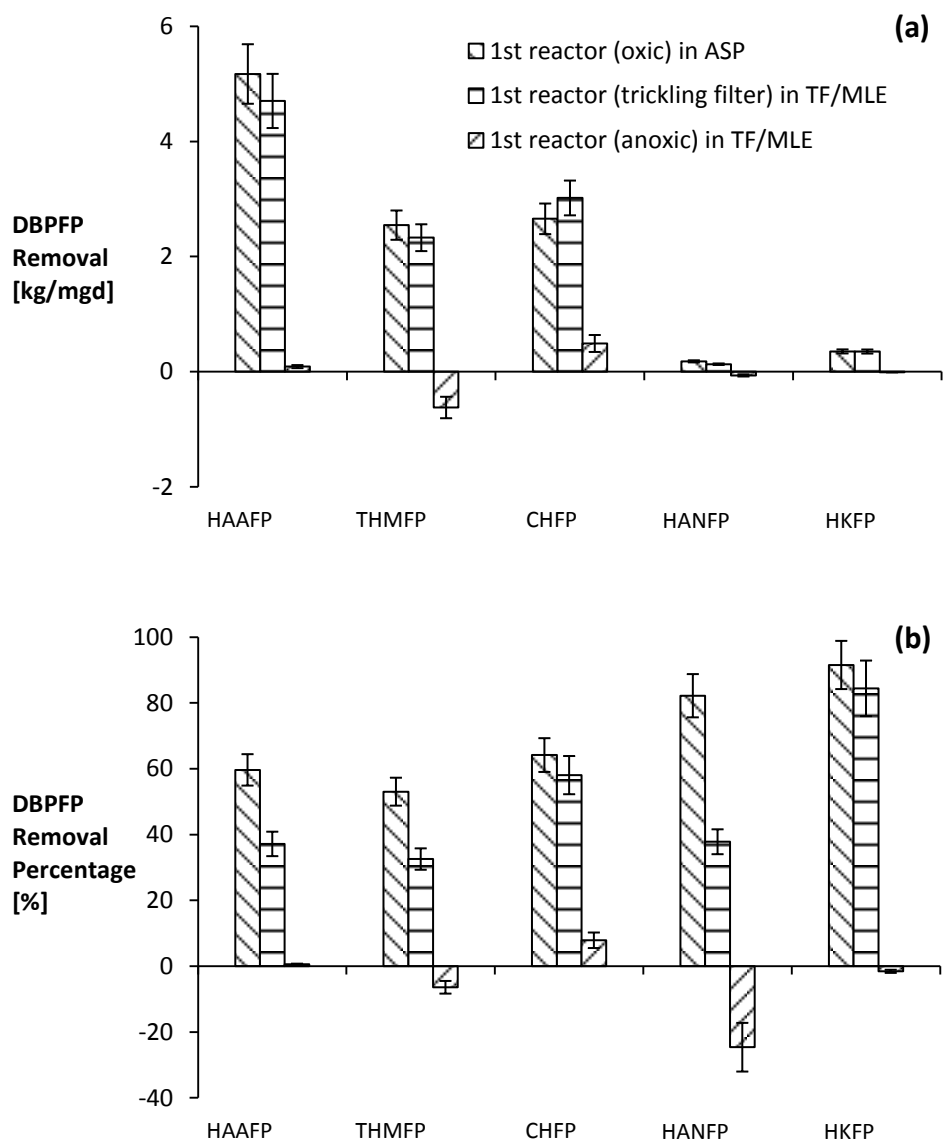 (a)
6
4
2
0
-2
DBPFP
Removal
[kg/mgd]
1st reactor (oxic) in ASP
1st reactor (trickling filter) in TF/MLE
1st reactor (anoxic) in TF/MLE
HAAFP THMFP CHFP HANFP HKFP
(b)
100
80
60
40
20
0
-20
-40
DBPFP
Removal
Percentage
[%]
HAAFP THMFP CHFP HANFP HKFP